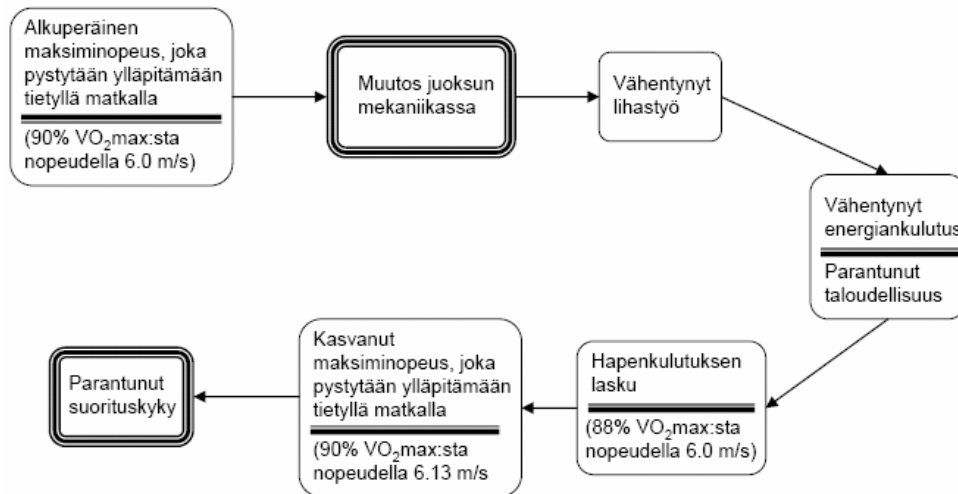 Alkuperäinen
maksiminopeus, joka
pystytään ylläpitämään
tietyllä matkalla
(90% VO₂max:sta
nopeudella 6.0 m/s)
Muutos juoksun
mekaniikassa
Vähentynyt
lihastyö
Vähentynyt
energiankulutus
Parantunut
taloudellisuus
Hapenkulutuksen
lasku
(88% VO₂max:sta
nopeudella 6.0 m/s)
Kasvanut
maksiminopeus, joka
pystytään ylläpitämään
tietyllä matkalla
(90% VO₂max:sta
nopeudella 6.13 m/s
Parantunut
suorituskyky